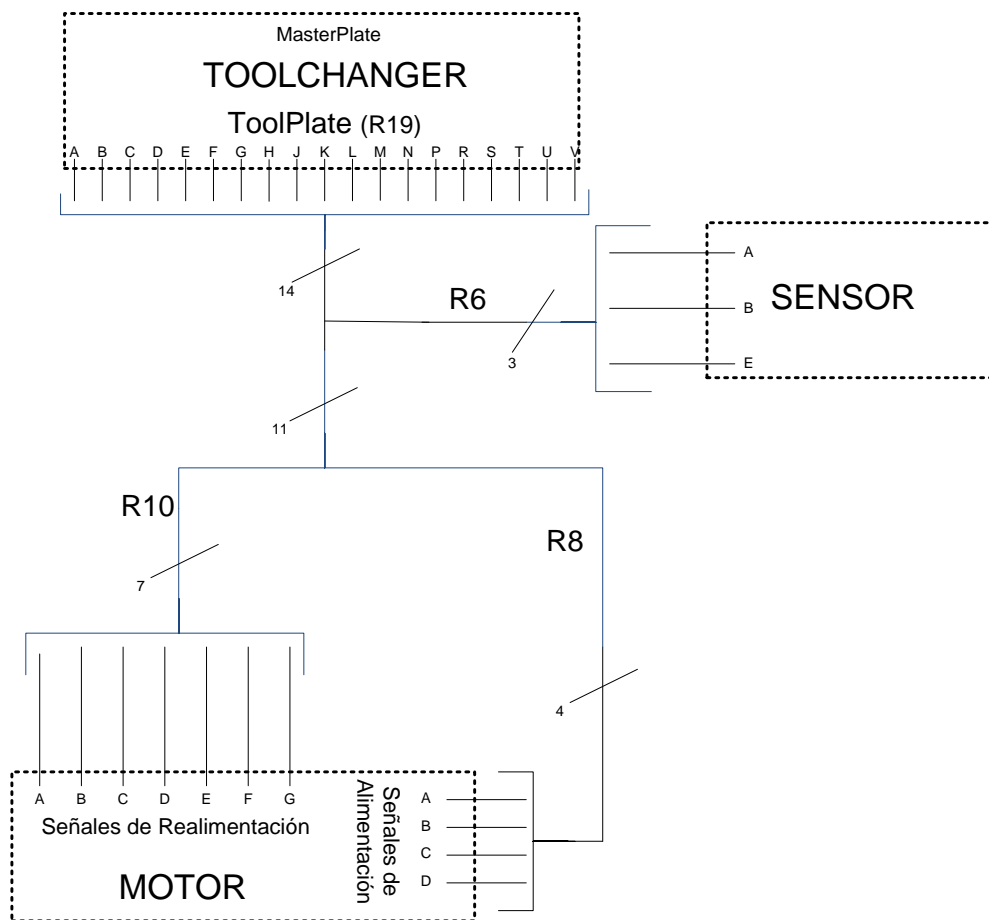 MasterPlate
TOOLCHANGER
ToolPlate (R19)
A B C D E F G H J K L M N P R S T U V
14
R6
3
A
B
E
SENSOR
11
R10
R8
7
4
A B C D E F G
Señales de Realimentación
MOTOR
Señales de
Alimentación
A
B
C
D